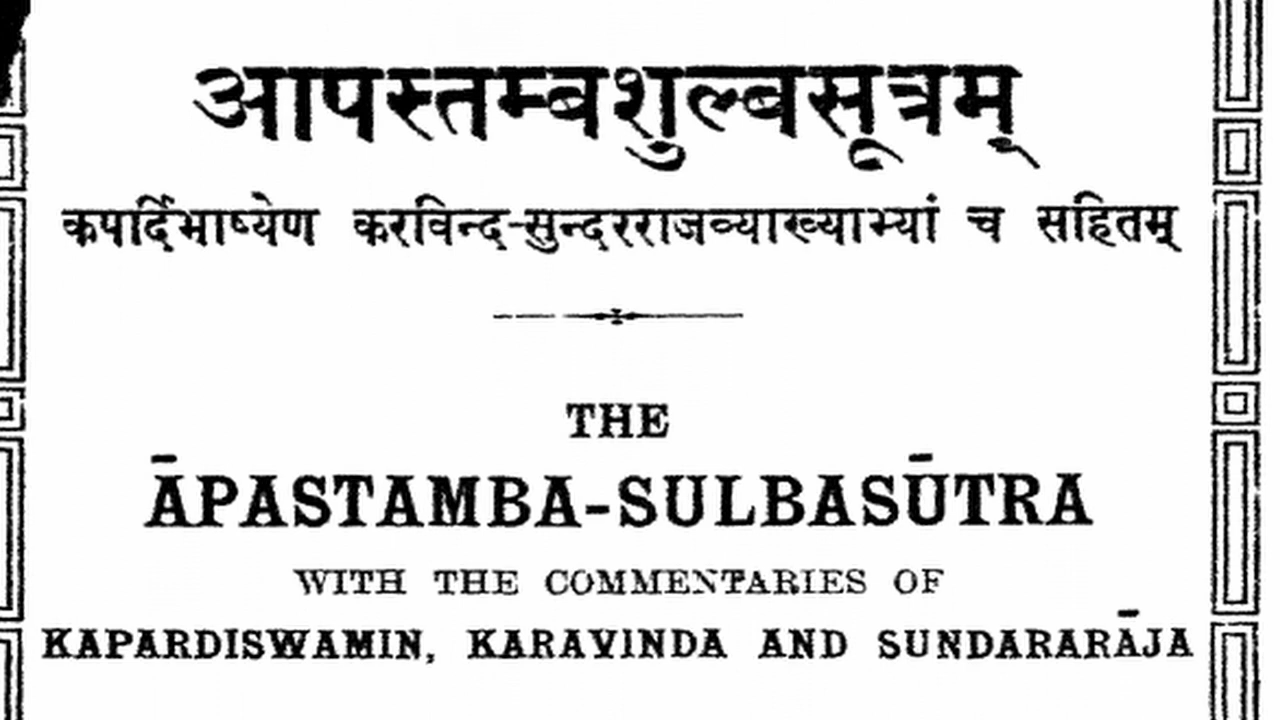 आपस्तम्बशुल्बसूत्रम्
कपर्दिभाष्येण करविन्द-सुन्दरराजव्याख्याभ्यां च सहितम्
THE
ĀPASTAMBA-SULBASŪTRA
WITH THE COMMENTARIES OF
KAPARDISWAMIN, KARAVINDA AND SUNDARARĀJA